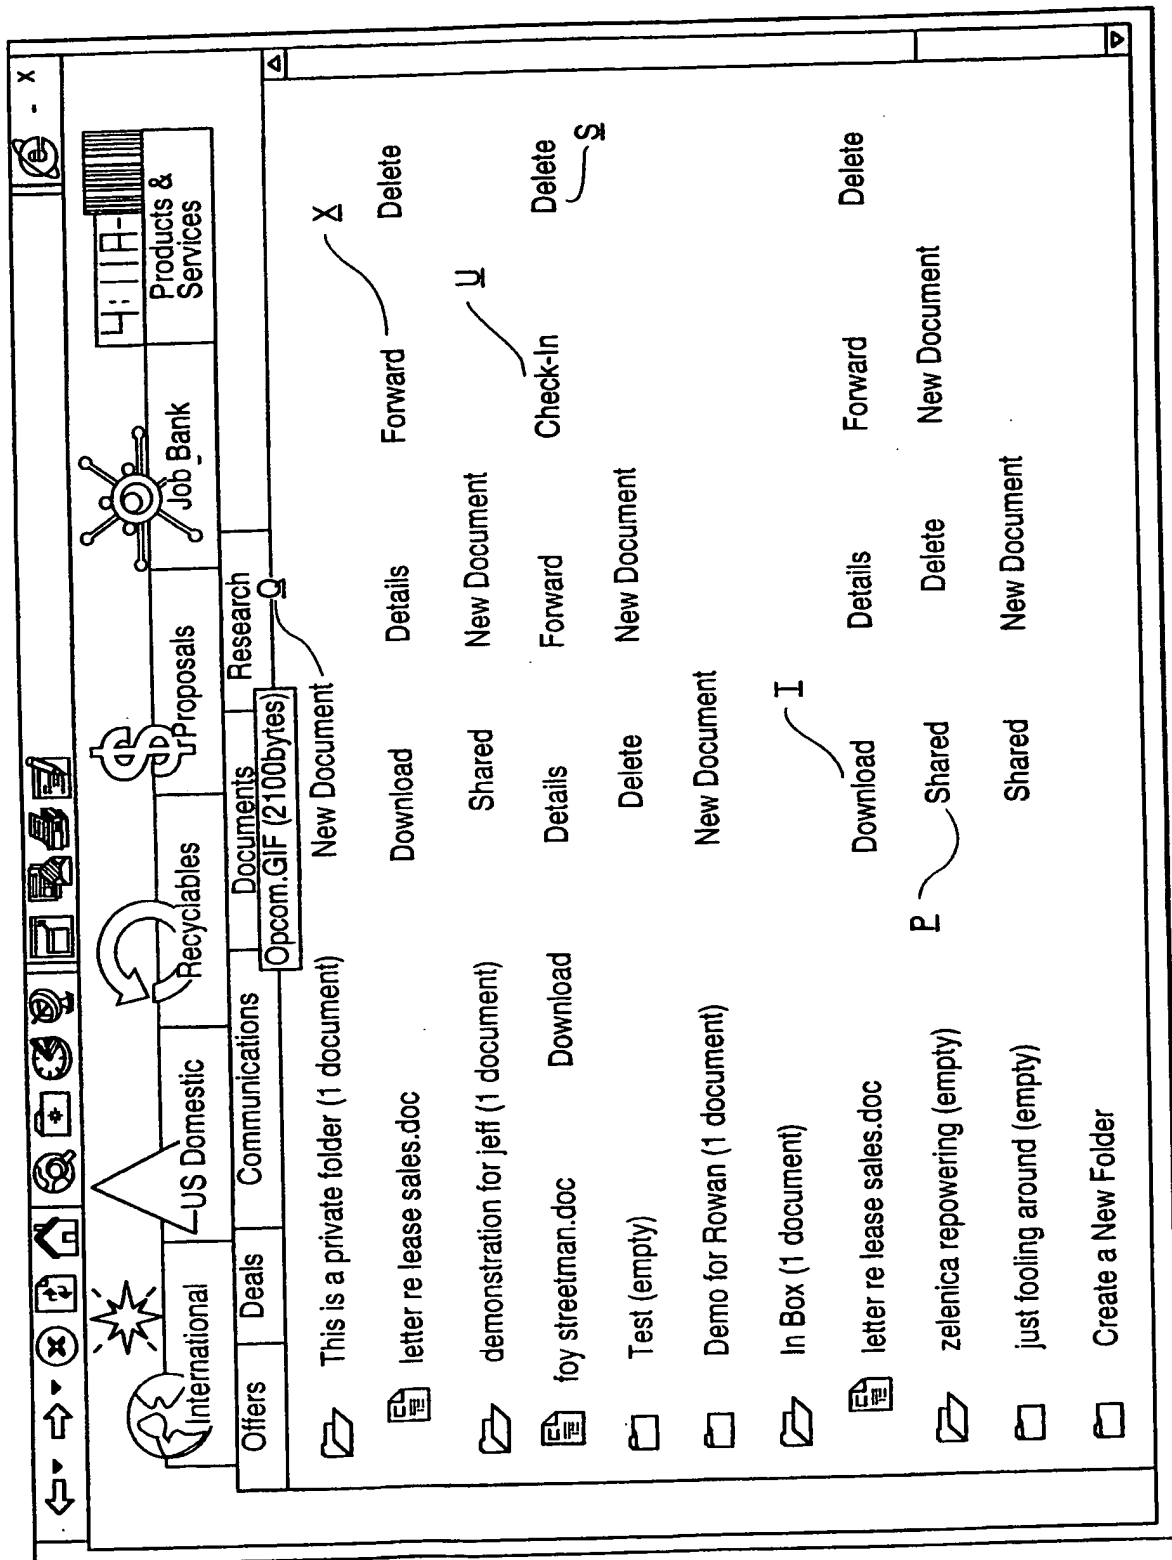 - X
4:11A-
International US Domestic Recyclables Proposals Job Bank Products & Services
Offers Deals Communications Documents Research
Opcom.GIF (2100bytes)
Q
This is a private folder (1 document) New Document
X
letter re lease sales.doc Download Details Forward Delete
demonstration for jeff (1 document) Shared New Document
U
foy streetman.doc Download Details Forward Check-In Delete
S
Test (empty) Delete New Document
Demo for Rowan (1 document) New Document
In Box (1 document)
I
letter re lease sales.doc Download Details Forward Delete
P
zelenica repowering (empty) Shared Delete New Document
just fooling around (empty) Shared New Document
Create a New Folder